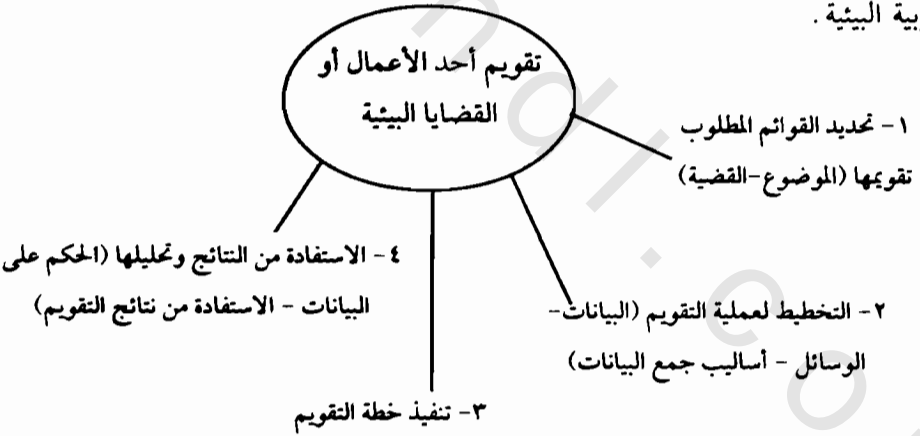 بية البيئية .
تقويم أحد الأعمال أو
القضايا البيئية
١- تحديد القوائم المطلوب
تقويمها (الموضوع-القضية)
٢- التخطيط لعملية التقويم (البيانات-
الوسائل - أساليب جمع البيانات)
٣- تنفيذ خطة التقويم
٤- الاستفادة من النتائج وتحليلها (الحكم على
البيانات - الاستفادة من نتائج التقويم)